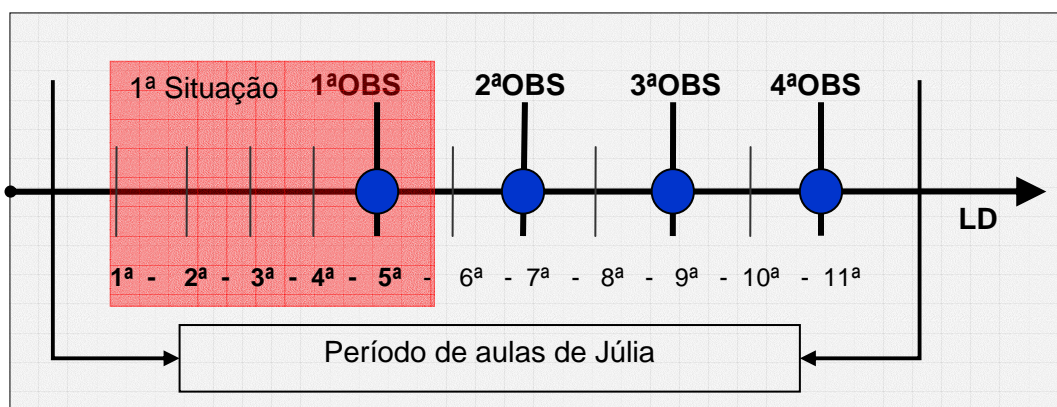 1ª Situação 1ªOBS 2ªOBS 3ªOBS 4ªOBS
LD
1ª - 2ª - 3ª - 4ª - 5ª - 6ª - 7ª - 8ª - 9ª - 10ª - 11ª
Período de aulas de Júlia